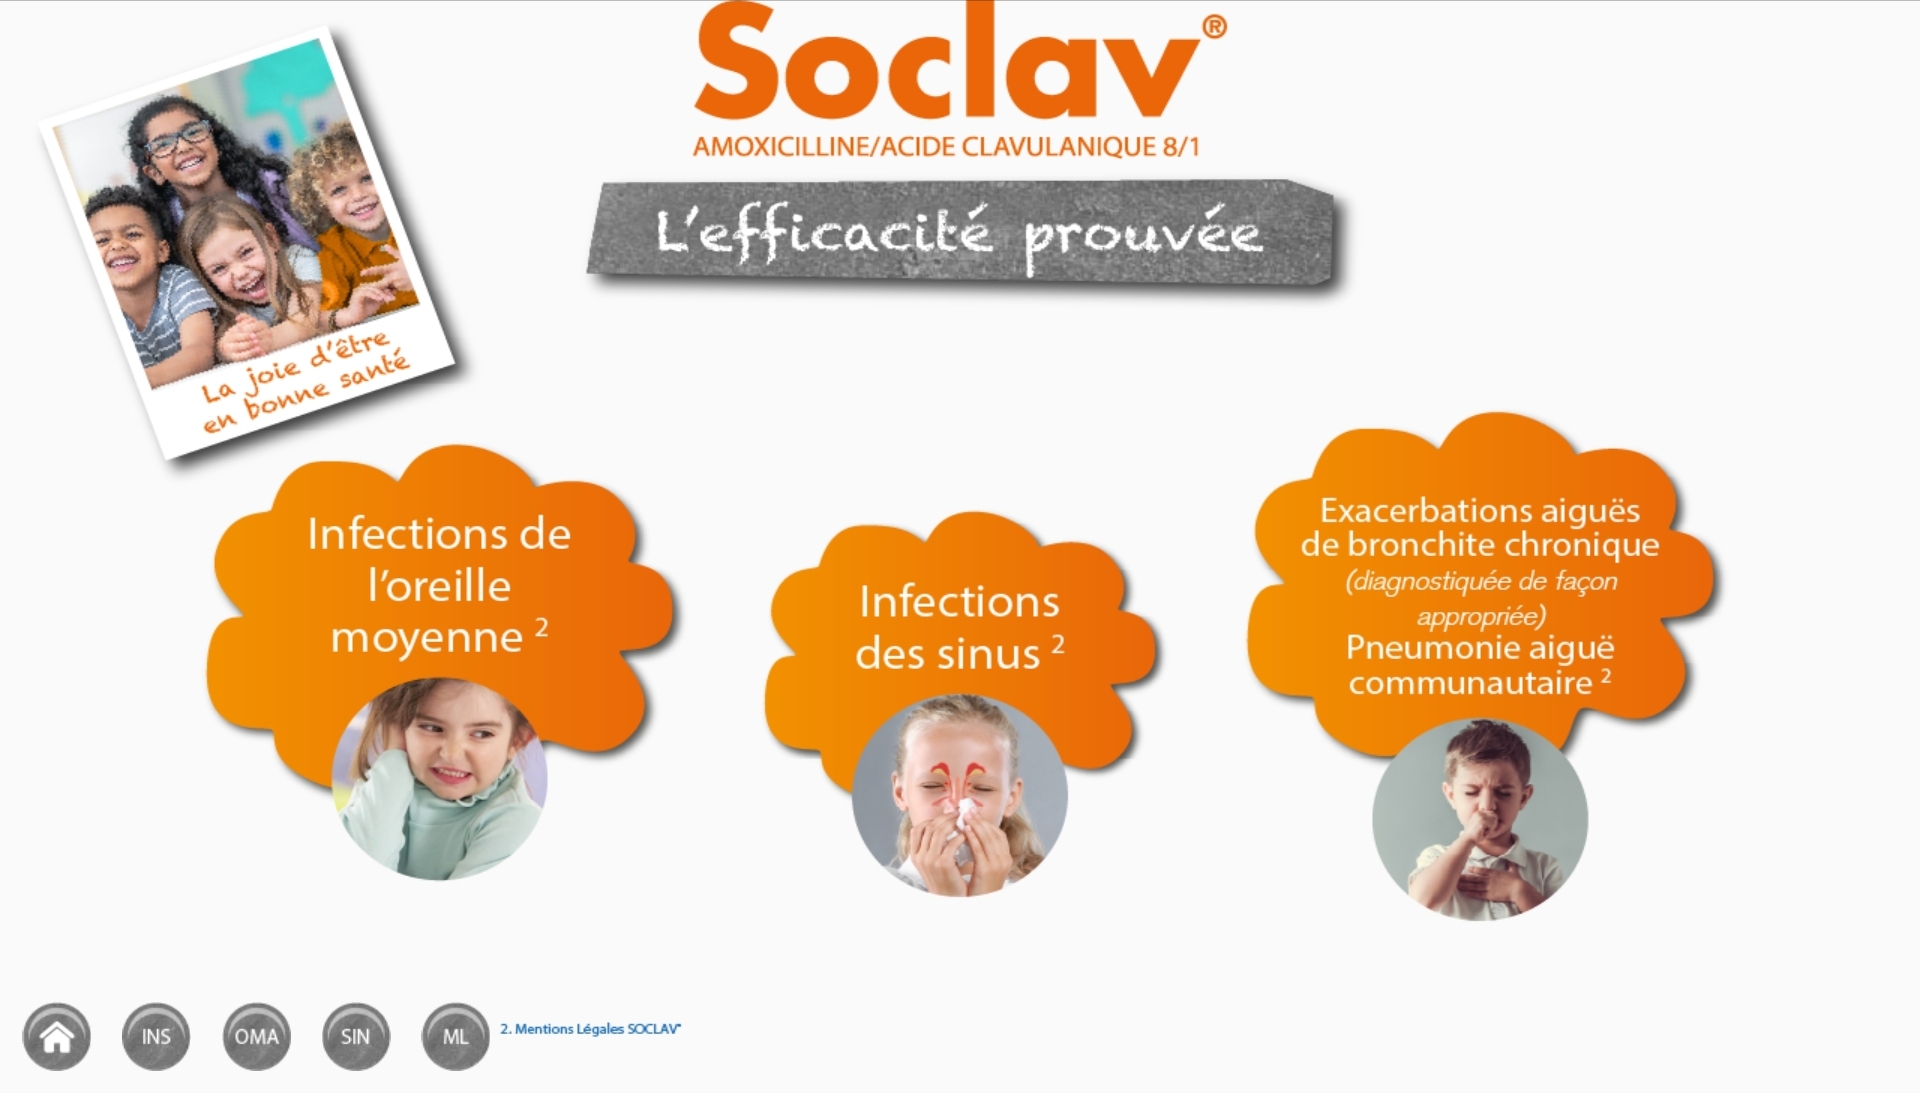 Soclav®
AMOXICILLINE/ACIDE CLAVULANIQUE 8/1
L'efficacité prouvée
La joie d'être
en bonne santé
Infections de
l'oreille
moyenne ²
Infections
des sinus ²
Exacerbations aiguës
de bronchite chronique
(diagnostiquée de façon
appropriée)
Pneumonie aiguë
communautaire ²
INS
OMA
SIN
ML
2. Mentions Légales SOCLAV®